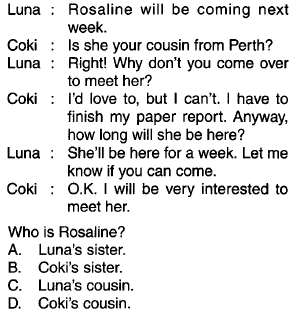 Luna : Rosaline will be coming next
week.
Coki : Is she your cousin from Perth?
Luna : Right! Why don't you come over
to meet her?
Coki : I'd love to, but I can't. I have to
finish my paper report. Anyway,
how long will she be here?
Luna : She'll be here for a week. Let me
know if you can come.
Coki : O.K. I will be very interested to
meet her.
Who is Rosaline?
A. Luna's sister.
B. Coki's sister.
C. Luna's cousin.
D. Coki's cousin.